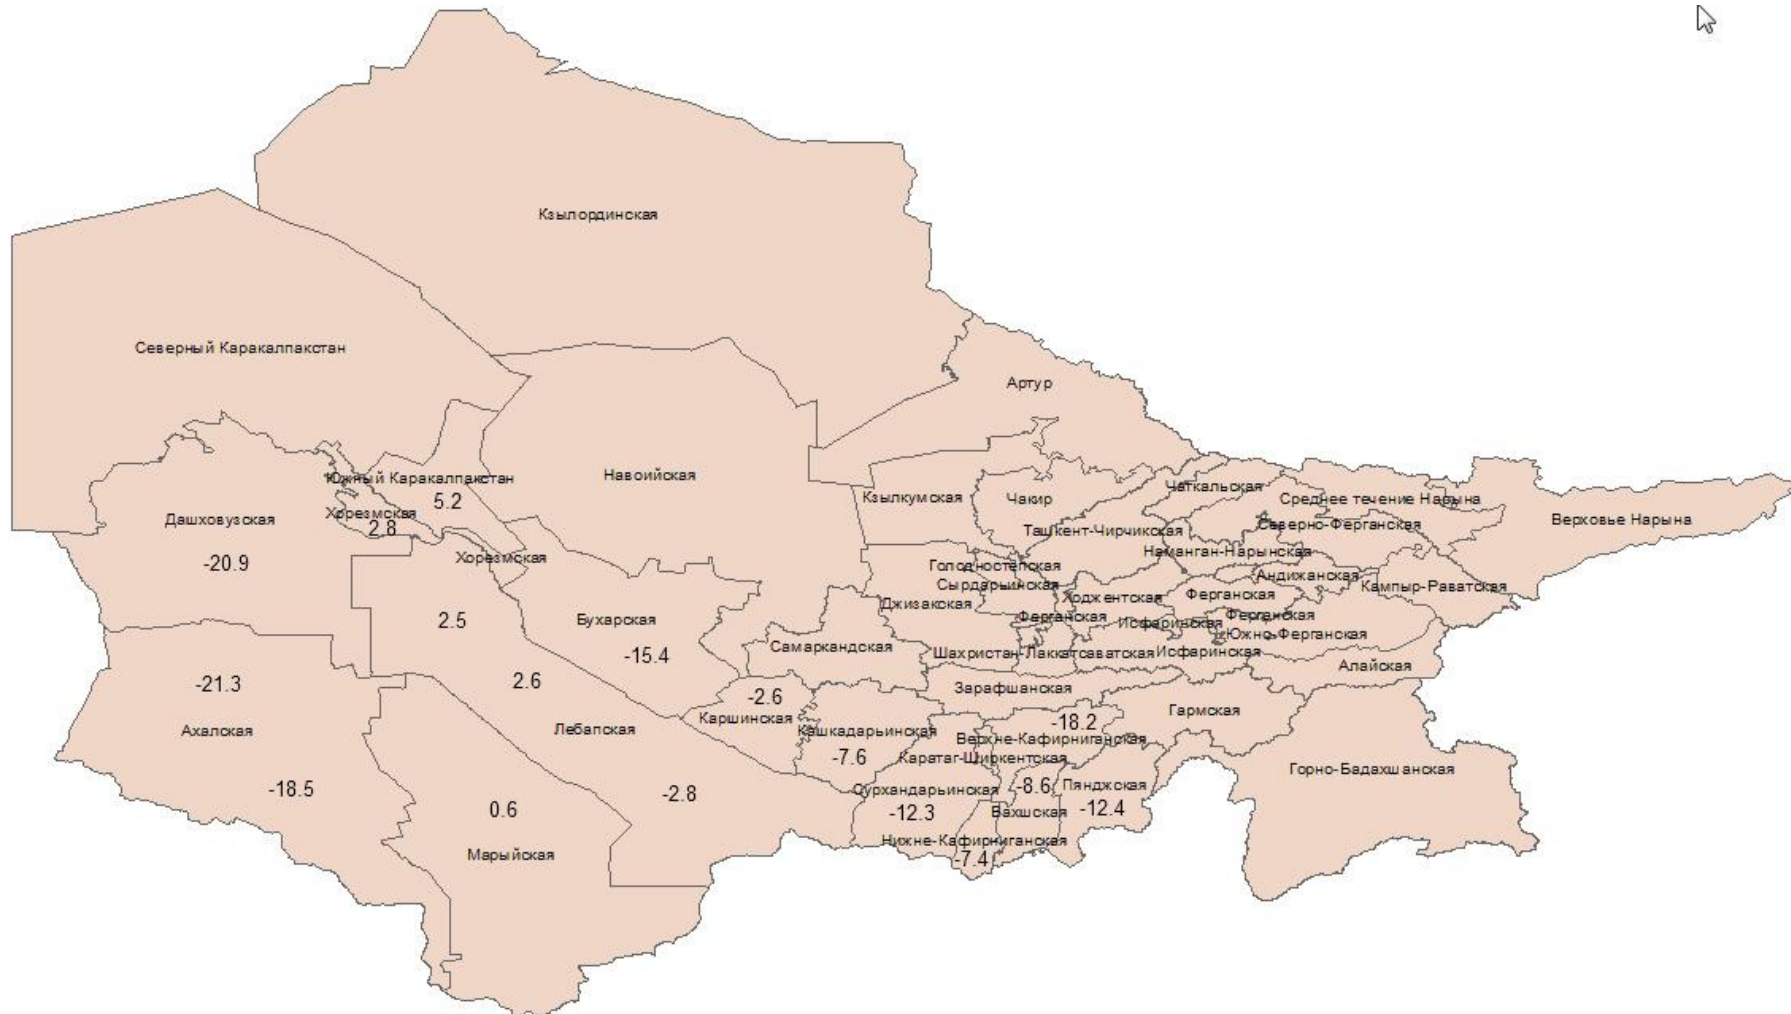 Кзылординская
Северный Каракалпакстан
Артур
Южный Каракалпакстан
5.2
Хорезмская
2.8
Дашховузская
-20.9
Навоийская
Кзылкумская
Чакир
Чаткальская
Среднее течение Нарына
Верховье Нарына
Ташкент-Чирчикская
Северно-Ферганская
Наманган-Нарынская
Хорезмская
Голодностепская
Андижанская
Сырдарьинская
Кампыр-Раватская
Джизакская
Ходжентская
Ферганская
2.5
Бухарская
-15.4
Ферганская
Исфаринская
Ферганская
Южно-Ферганская
Самаркандская
Шахристан-Лаккатсаватская
Исфаринская
Алайская
-21.3
2.6
-2.6
Зарафшанская
Ахалская
Лебапская
Каршинская
Кашкадарьинская
-7.6
-18.2
Гармская
Верхне-Кафирниганская
Каратаг-Ширкентская
Горно-Бадахшанская
-18.5
0.6
-2.8
Сурхандарьинская
-12.3
-8.6
Пянджская
-12.4
Вахшская
Марыйская
Нижне-Кафирниганская
-7.4